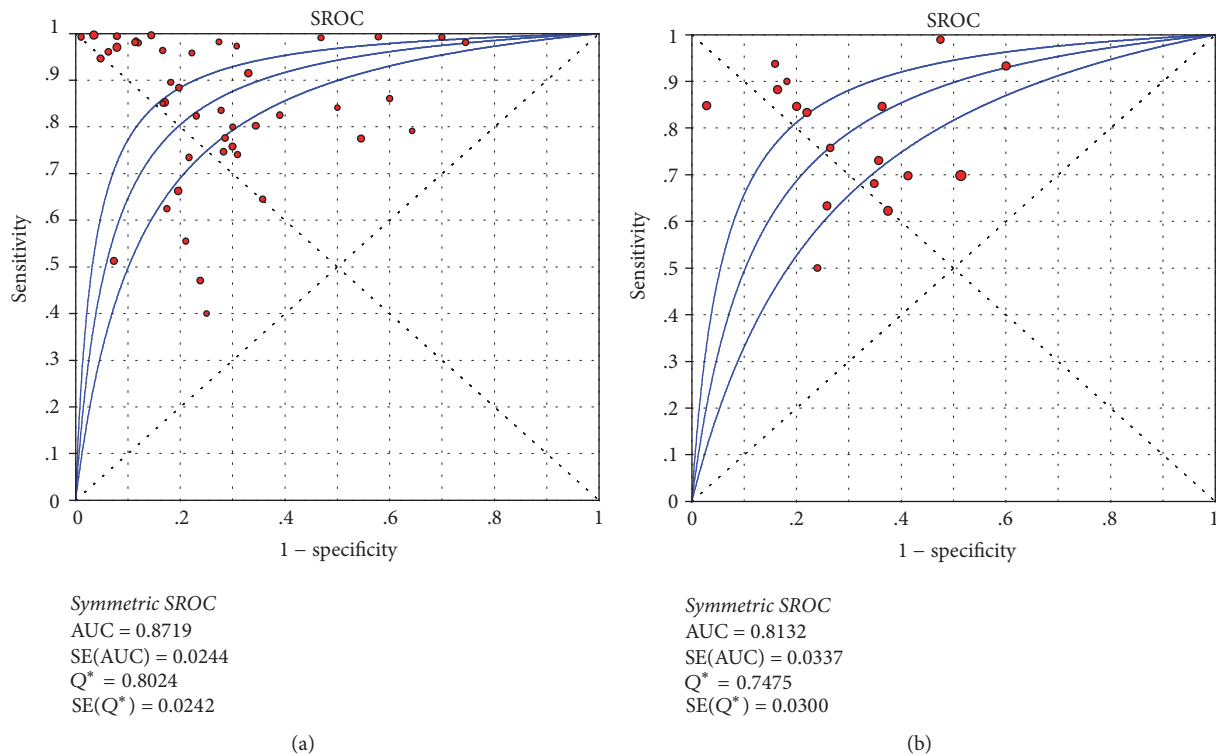 SROC
1
.9
.8
.7
.6
.5
.4
.3
.2
.1
0
Sensitivity
0 .2 .4 .6 .8 1
1 − specificity
Symmetric SROC
AUC = 0.8719
SE(AUC) = 0.0244
Q* = 0.8024
SE(Q*) = 0.0242
(a)
SROC
1
.9
.8
.7
.6
.5
.4
.3
.2
.1
0
Sensitivity
0 .2 .4 .6 .8 1
1 − specificity
Symmetric SROC
AUC = 0.8132
SE(AUC) = 0.0337
Q* = 0.7475
SE(Q*) = 0.0300
(b)